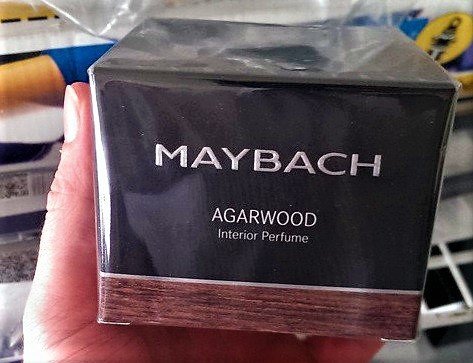 MAYBACH
AGARWOOD
Interior Perfume